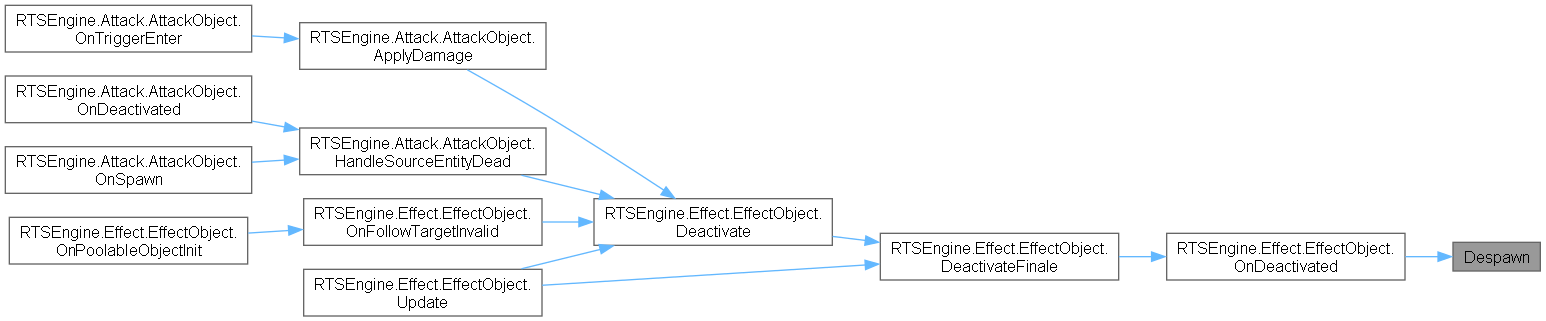 RTSEngine.Attack.AttackObject.
OnTriggerEnter
RTSEngine.Attack.AttackObject.
OnDeactivated
RTSEngine.Attack.AttackObject.
OnSpawn
RTSEngine.Effect.EffectObject.
OnPoolableObjectInit
RTSEngine.Attack.AttackObject.
ApplyDamage
RTSEngine.Attack.AttackObject.
HandleSourceEntityDead
RTSEngine.Effect.EffectObject.
OnFollowTargetInvalid
RTSEngine.Effect.EffectObject.
Update
RTSEngine.Effect.EffectObject.
Deactivate
RTSEngine.Effect.EffectObject.
DeactivateFinale
RTSEngine.Effect.EffectObject.
OnDeactivated
Despawn